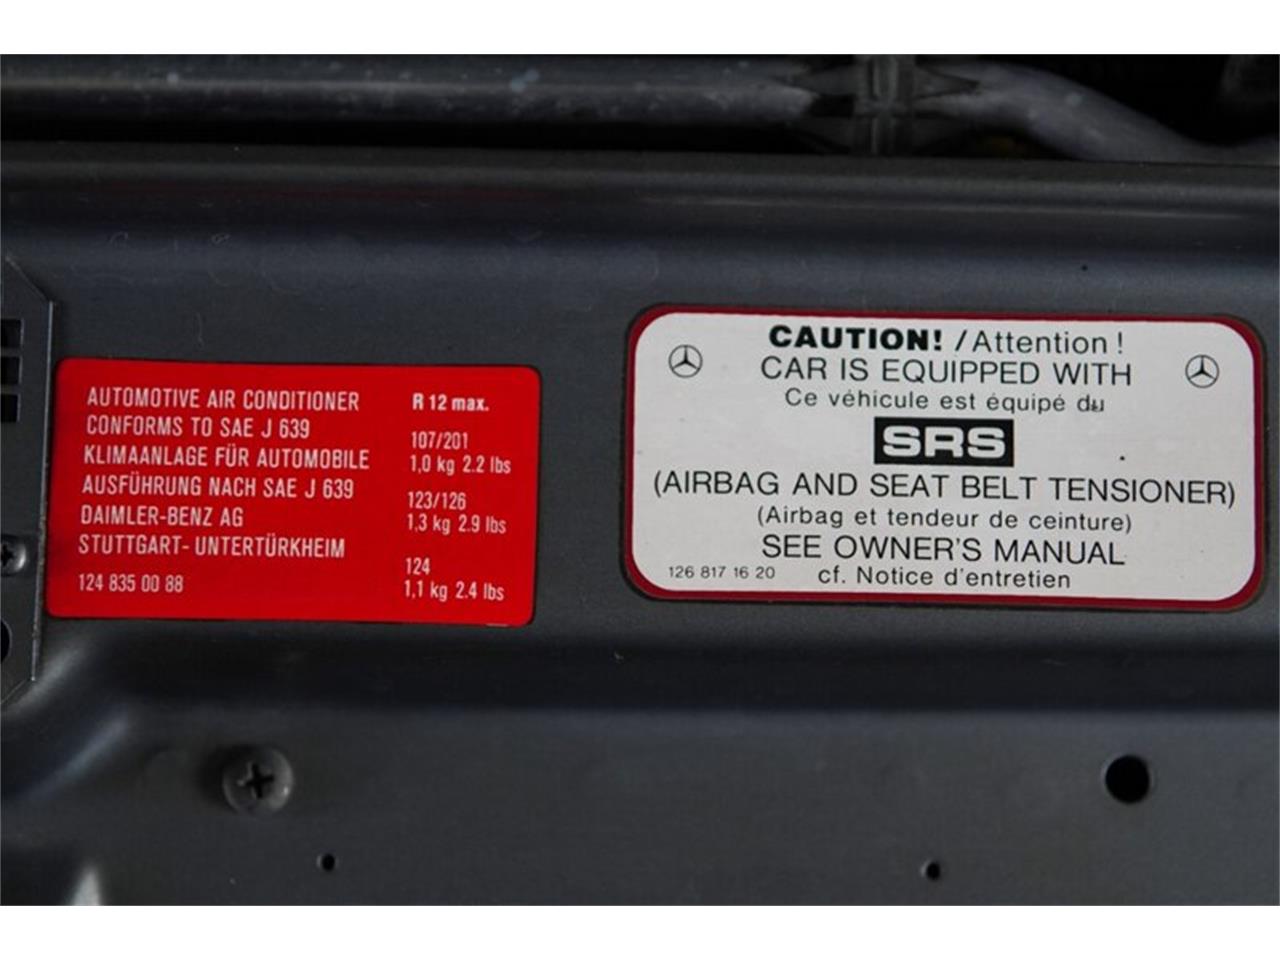 AUTOMOTIVE AIR CONDITIONER
CONFORMS TO SAE J 639
KLIMAANLAGE FÜR AUTOMOBILE
AUSFÜHRUNG NACH SAE J 639
DAIMLER-BENZ AG
STUTTGART- UNTERTÜRKHEIM
124 835 00 88
R 12 max.
107/201
1,0 kg 2.2 lbs
123/126
1,3 kg 2.9 lbs
124
1,1 kg 2.4 lbs
CAUTION! /Attention !
CAR IS EQUIPPED WITH
Ce véhicule est équipé du
SRS
(AIRBAG AND SEAT BELT TENSIONER)
(Airbag et tendeur de ceinture)
SEE OWNER'S MANUAL
126 817 16 20 cf. Notice d'entretien